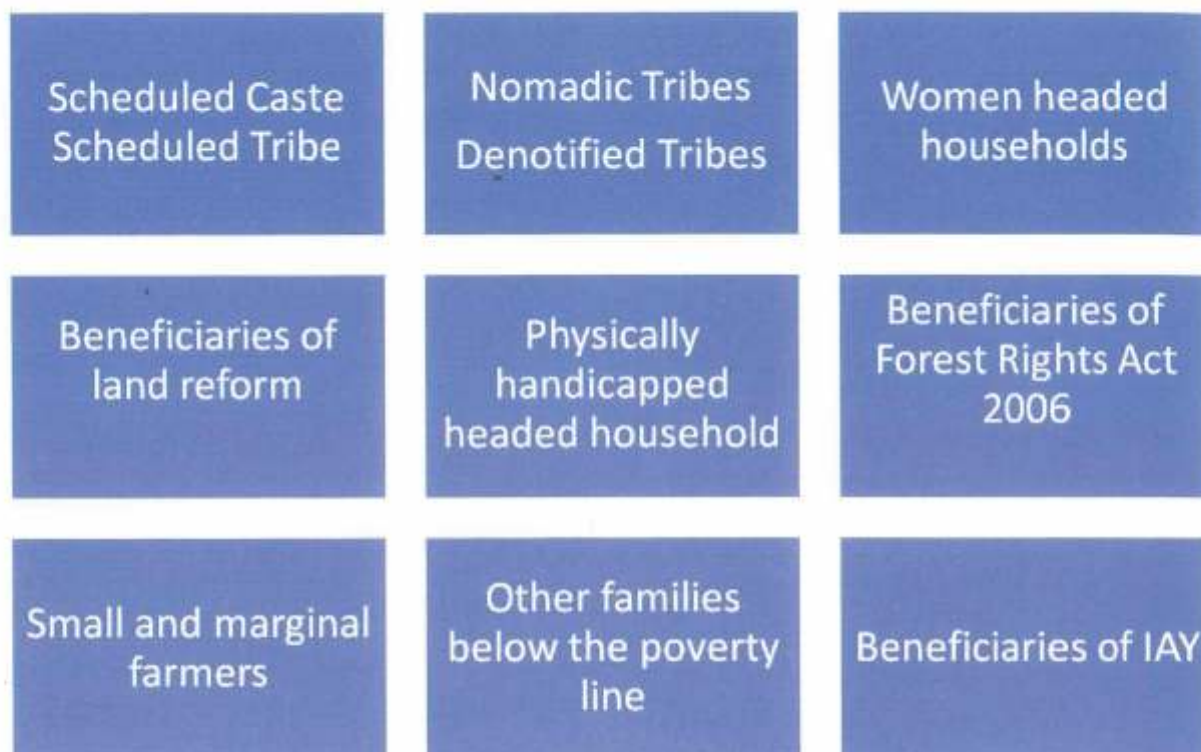 Scheduled Caste
Scheduled Tribe
Nomadic Tribes
Denotified Tribes
Women headed
households
Beneficiaries of
land reform
Physically
handicapped
headed household
Beneficiaries of
Forest Rights Act
2006
Small and marginal
farmers
Other families
below the poverty
line
Beneficiaries of IAY